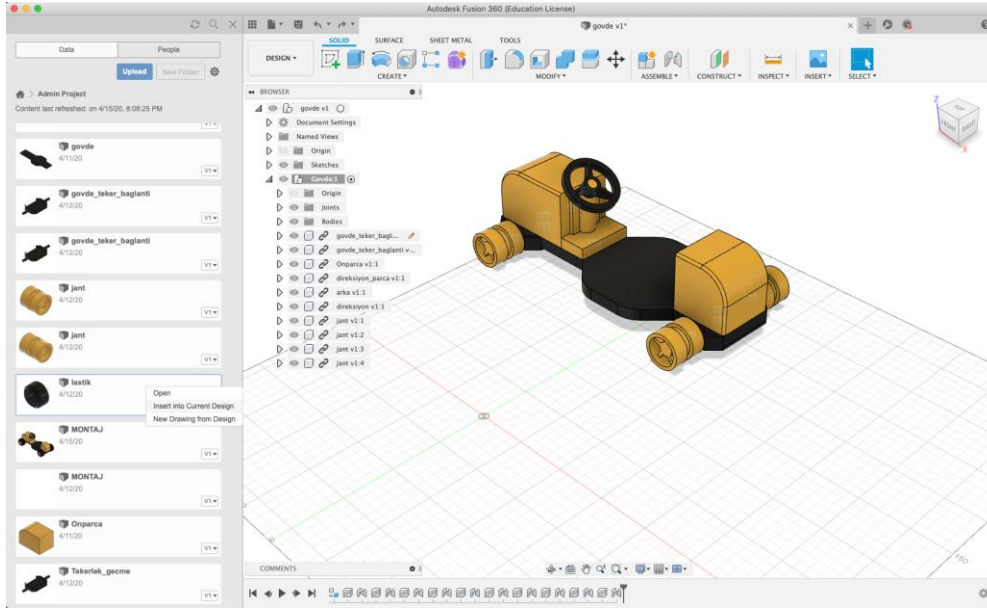 Autodesk Fusion 360 (Education License)
govde v1*
Data
People
Upload
New Folder
Admin Project
Content last refreshed: on 4/15/20, 8:08:25 PM
govde
4/11/20
V1
govde_teker_baglanti
4/12/20
V1
govde_teker_baglanti
4/12/20
V1
jant
4/12/20
V1
jant
4/12/20
V1
lastik
4/12/20
Open
Insert into Current Design
New Drawing from Design
MONTAJ
4/15/20
V1
MONTAJ
4/12/20
V1
Onparca
4/11/20
V1
Tekerlek_gecme
4/12/20
V1
DESIGN
SOLID
SURFACE
SHEET METAL
TOOLS
CREATE
MODIFY
ASSEMBLE
CONSTRUCT
INSPECT
INSERT
SELECT
BROWSER
govde v1
Document Settings
Named Views
Origin
Sketches
Govde:1
Origin
Joints
Bodies
govde_teker_bagl...
govde_teker_baglanti v...
Onparca v1:1
direksiyon_parca v1:1
arka v1:1
direksiyon v1:1
jant v1:1
jant v1:2
jant v1:3
jant v1:4
Z
TOP
FRONT
RIGHT
X
150
COMMENTS